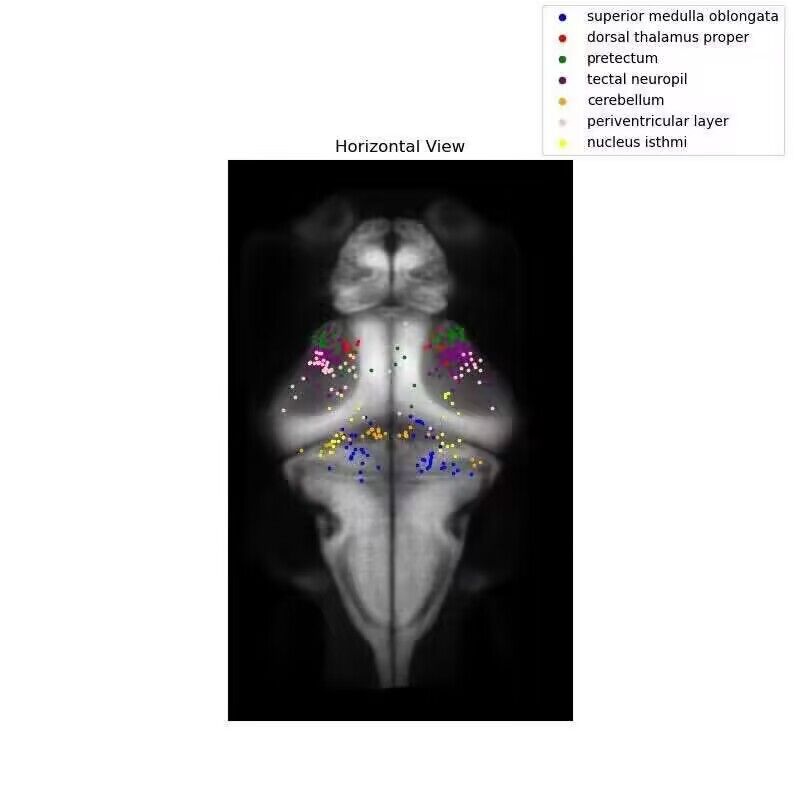 superior medulla oblongata
dorsal thalamus proper
pretectum
tectal neuropil
cerebellum
periventricular layer
nucleus isthmi
Horizontal View